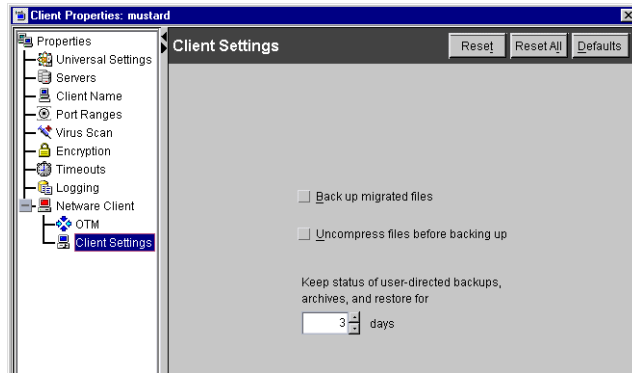 Client Properties: mustard
Properties
Universal Settings
Servers
Client Name
Port Ranges
Virus Scan
Encryption
Timeouts
Logging
Netware Client
OTM
Client Settings
Client Settings
Reset
Reset All
Defaults
Back up migrated files
Uncompress files before backing up
Keep status of user-directed backups,
archives, and restore for
3 days